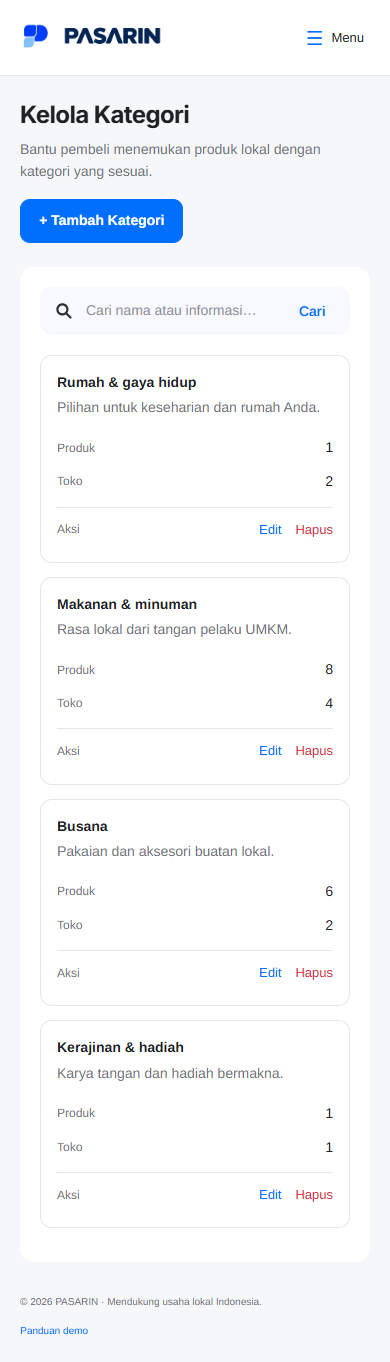 PASARIN
Menu
Kelola Kategori
Bantu pembeli menemukan produk lokal dengan
kategori yang sesuai.
+ Tambah Kategori
Cari nama atau informasi… Cari
Rumah & gaya hidup
Pilihan untuk keseharian dan rumah Anda.
Produk 1
Toko 2
Aksi Edit Hapus
Makanan & minuman
Rasa lokal dari tangan pelaku UMKM.
Produk 8
Toko 4
Aksi Edit Hapus
Busana
Pakaian dan aksesori buatan lokal.
Produk 6
Toko 2
Aksi Edit Hapus
Kerajinan & hadiah
Karya tangan dan hadiah bermakna.
Produk 1
Toko 1
Aksi Edit Hapus
© 2026 PASARIN · Mendukung usaha lokal Indonesia.
Panduan demo